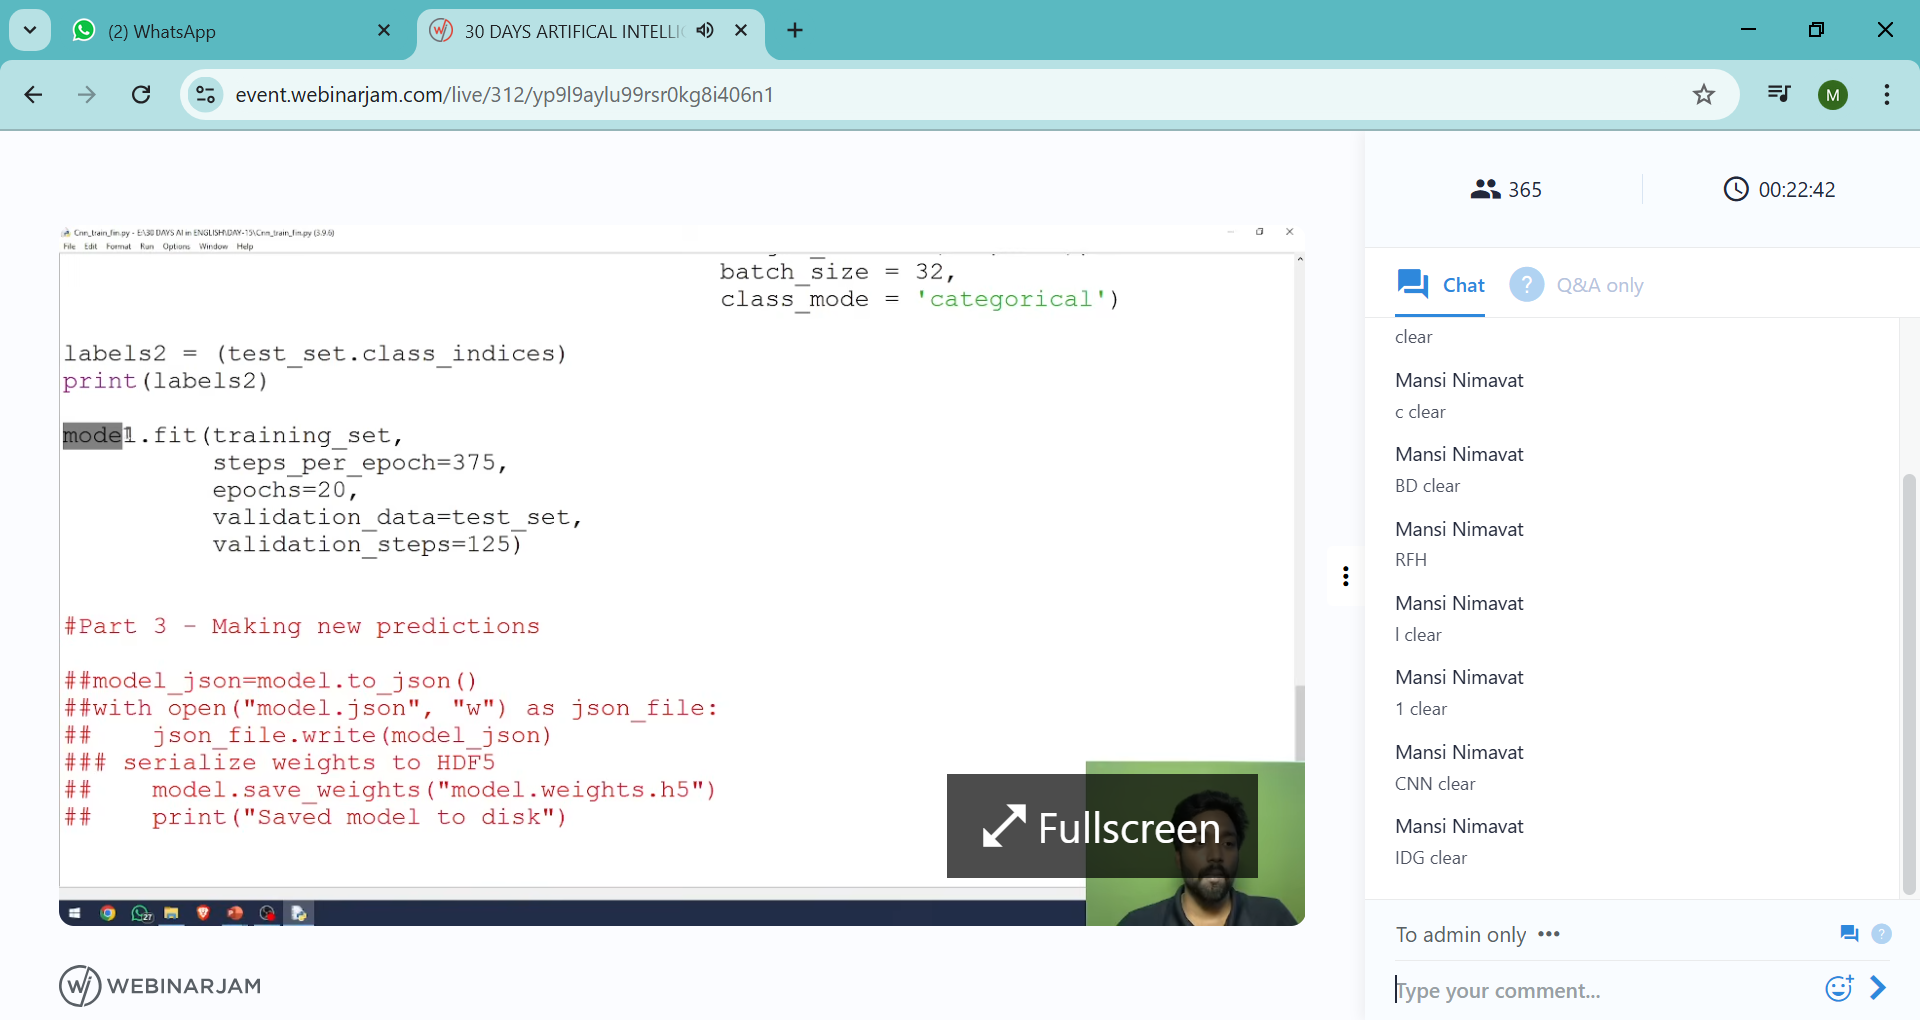 (2) WhatsApp
30 DAYS ARTIFICAL INTELLI
event.webinarjam.com/live/312/yp9l9aylu99rsr0kg8i406n1
M
365
00:22:42
Cnn_train_fin.py - E:\30 DAYS AI in ENGLISH\DAY-15\Cnn_train_fin.py (3.9.6)
File Edit Format Run Options Window Help
batch_size = 32,
class_mode = 'categorical')
labels2 = (test_set.class_indices)
print(labels2)
model.fit(training_set,
steps_per_epoch=375,
epochs=20,
validation_data=test_set,
validation_steps=125)
#Part 3 - Making new predictions
##model_json=model.to_json()
##with open("model.json", "w") as json_file:
##    json_file.write(model_json)
### serialize weights to HDF5
##    model.save_weights("model.weights.h5")
##    print("Saved model to disk")
Fullscreen
27
WEBINARJAM
Chat
? Q&A only
clear
Mansi Nimavat
c clear
Mansi Nimavat
BD clear
Mansi Nimavat
RFH
Mansi Nimavat
l clear
Mansi Nimavat
1 clear
Mansi Nimavat
CNN clear
Mansi Nimavat
IDG clear
To admin only •••
?
Type your comment...